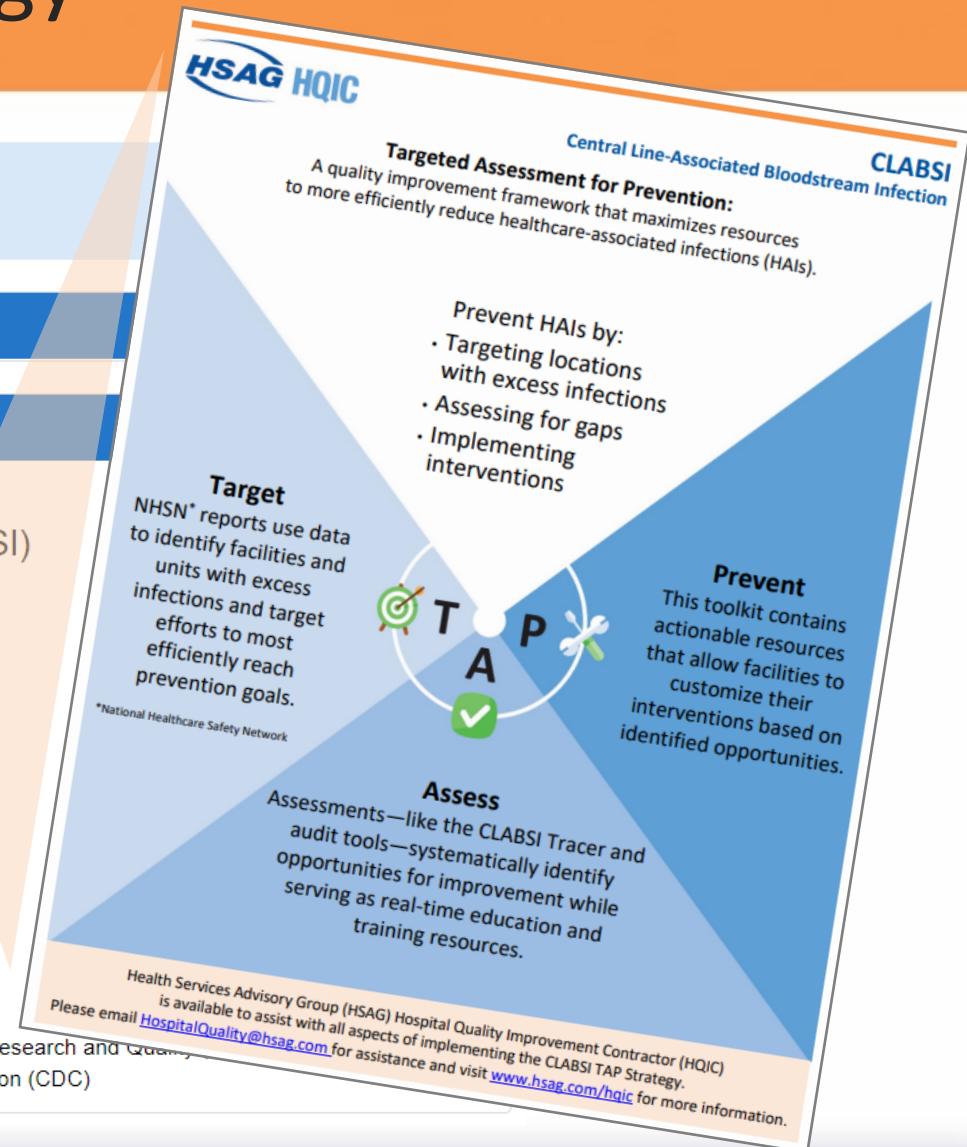 HSAG HQIC
CLABSI
Central Line-Associated Bloodstream Infection
Targeted Assessment for Prevention:
A quality improvement framework that maximizes resources
to more efficiently reduce healthcare-associated infections (HAIs).
Prevent HAIs by:
· Targeting locations
with excess infections
· Assessing for gaps
· Implementing
interventions
Target
NHSN* reports use data
to identify facilities and
units with excess
infections and target
efforts to most
efficiently reach
prevention goals.
*National Healthcare Safety Network
T
A
P
Prevent
This toolkit contains
actionable resources
that allow facilities to
customize their
interventions based on
identified opportunities.
Assess
Assessments—like the CLABSI Tracer and
audit tools—systematically identify
opportunities for improvement while
serving as real-time education and
training resources.
Health Services Advisory Group (HSAG) Hospital Quality Improvement Contractor (HQIC)
is available to assist with all aspects of implementing the CLABSI TAP Strategy.
Please email HospitalQuality@hsag.com for assistance and visit www.hsag.com/hqic for more information.
SI)
esearch and Quality
on (CDC)